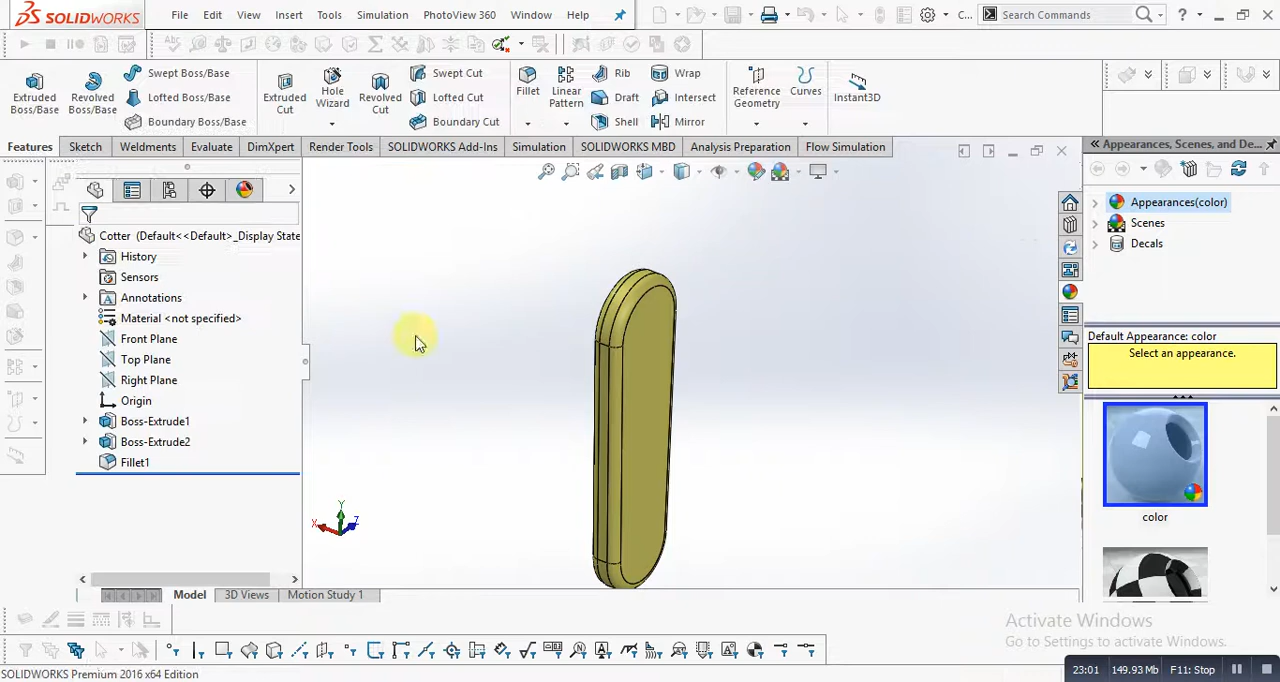 SOLIDWORKS
File Edit View Insert Tools Simulation PhotoView 360 Window Help
C...
Search Commands
?
Extruded Boss/Base
Revolved Boss/Base
Swept Boss/Base
Lofted Boss/Base
Boundary Boss/Base
Extruded Cut
Hole Wizard
Revolved Cut
Swept Cut
Lofted Cut
Boundary Cut
Fillet
Linear Pattern
Rib
Draft
Shell
Wrap
Intersect
Mirror
Reference Geometry
Curves
Instant3D
Features Sketch Weldments Evaluate DimXpert Render Tools SOLIDWORKS Add-Ins Simulation SOLIDWORKS MBD Analysis Preparation Flow Simulation
Cotter (Default<<Default>_Display State
History
Sensors
Annotations
Material <not specified>
Front Plane
Top Plane
Right Plane
Origin
Boss-Extrude1
Boss-Extrude2
Fillet1
Y
X
Z
Appearances, Scenes, and De...
Appearances(color)
Scenes
Decals
Default Appearance: color
Select an appearance.
color
Model 3D Views Motion Study 1
Activate Windows
Go to Settings to activate Windows.
SOLIDWORKS Premium 2016 x64 Edition
23:01 149.93 Mb F11: Stop